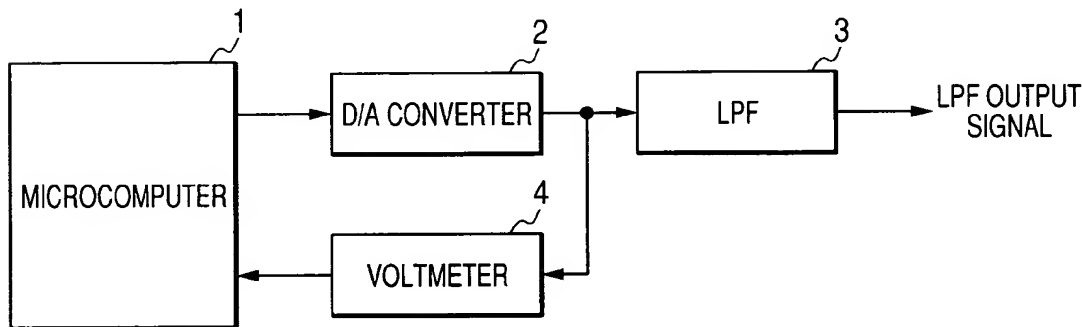 1
2
3
MICROCOMPUTER
D/A CONVERTER
LPF
LPF OUTPUT
SIGNAL
4
VOLTMETER